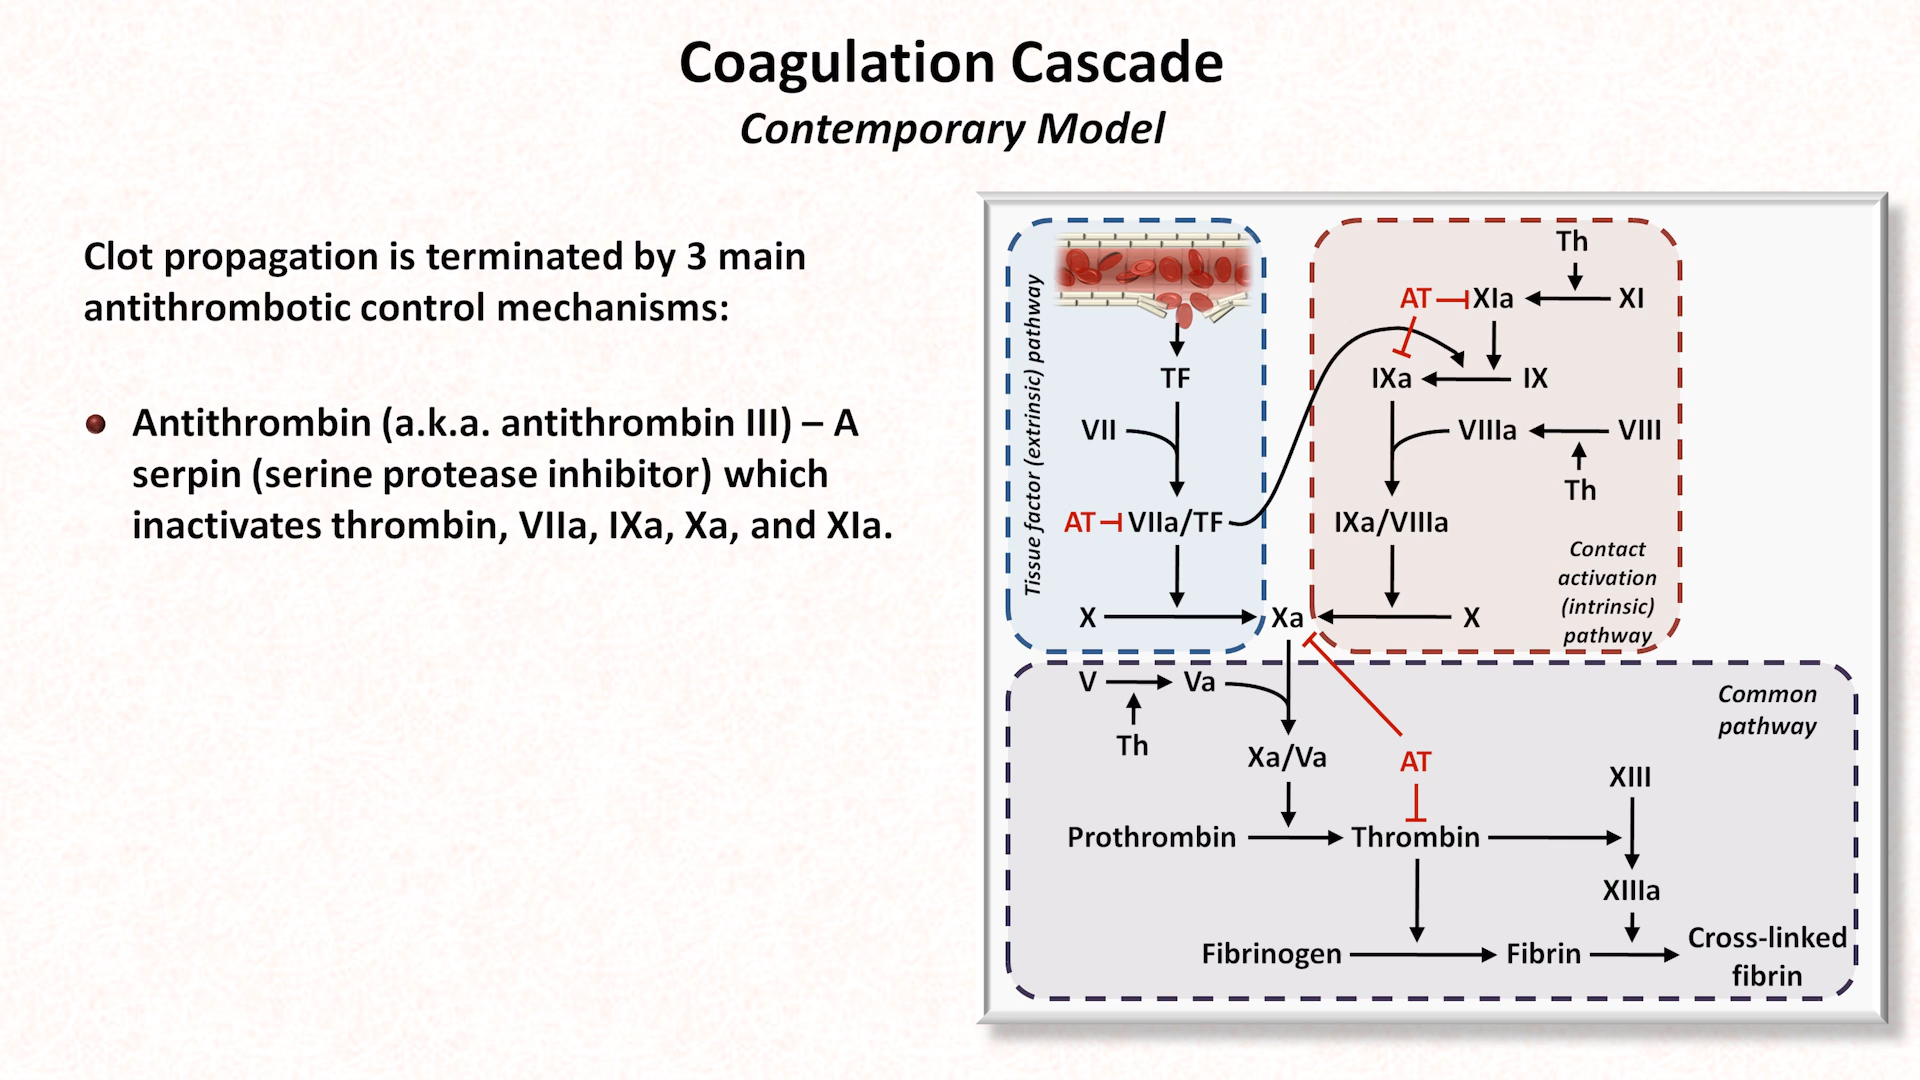 Coagulation Cascade
Contemporary Model
Clot propagation is terminated by 3 main
antithrombotic control mechanisms:
Antithrombin (a.k.a. antithrombin III) – A
serpin (serine protease inhibitor) which
inactivates thrombin, VIIa, IXa, Xa, and XIa.
Tissue factor (extrinsic) pathway
TF
VII
AT VIIa/TF
X
Xa
Th
AT XIa XI
IXa IX
VIIIa VIII
Th
IXa/VIIIa
Contact
activation
(intrinsic)
pathway
X
V Va
Th
Common
pathway
Xa/Va
AT
XIII
Prothrombin Thrombin
XIIIa
Fibrinogen Fibrin
Cross-linked
fibrin